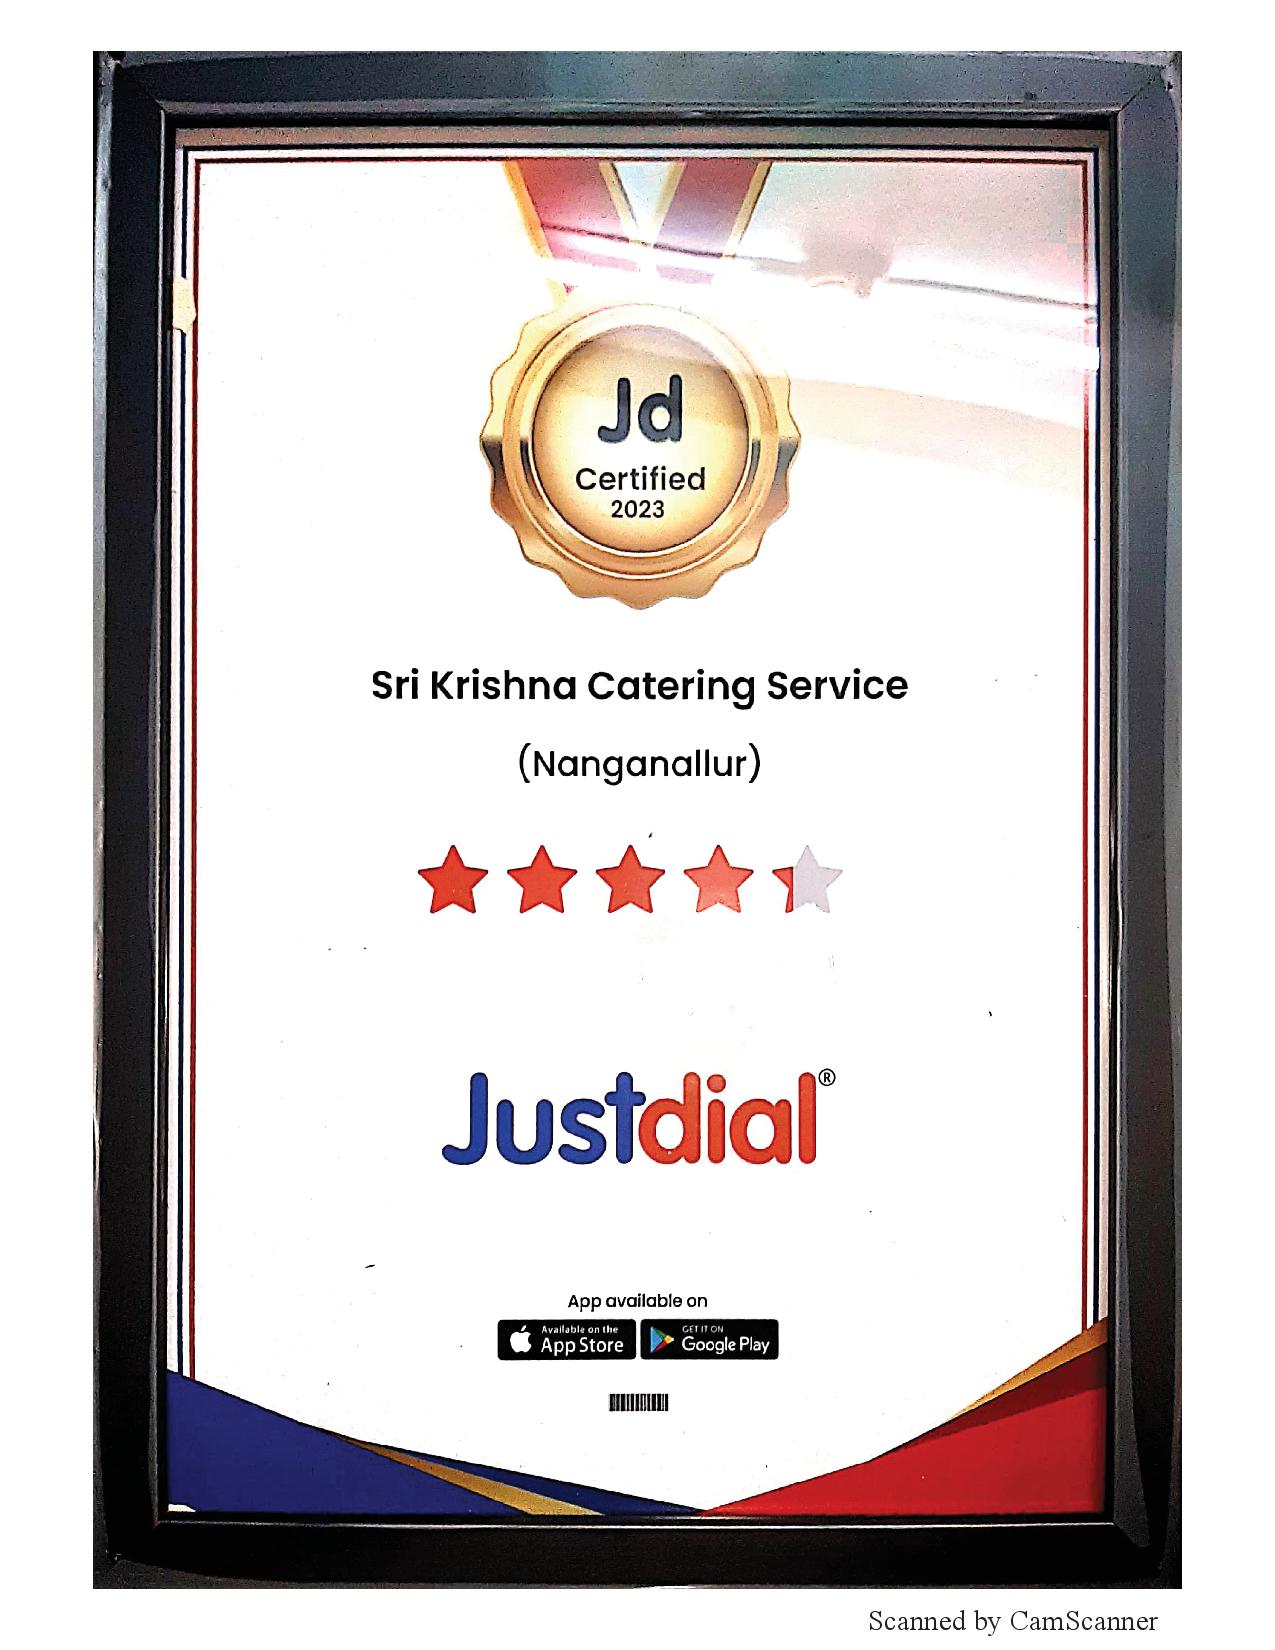 Jd
Certified
2023
Sri Krishna Catering Service
(Nanganallur)
Justdial®
App available on
Available on the
App Store
GET IT ON
Google Play
Scanned by CamScanner